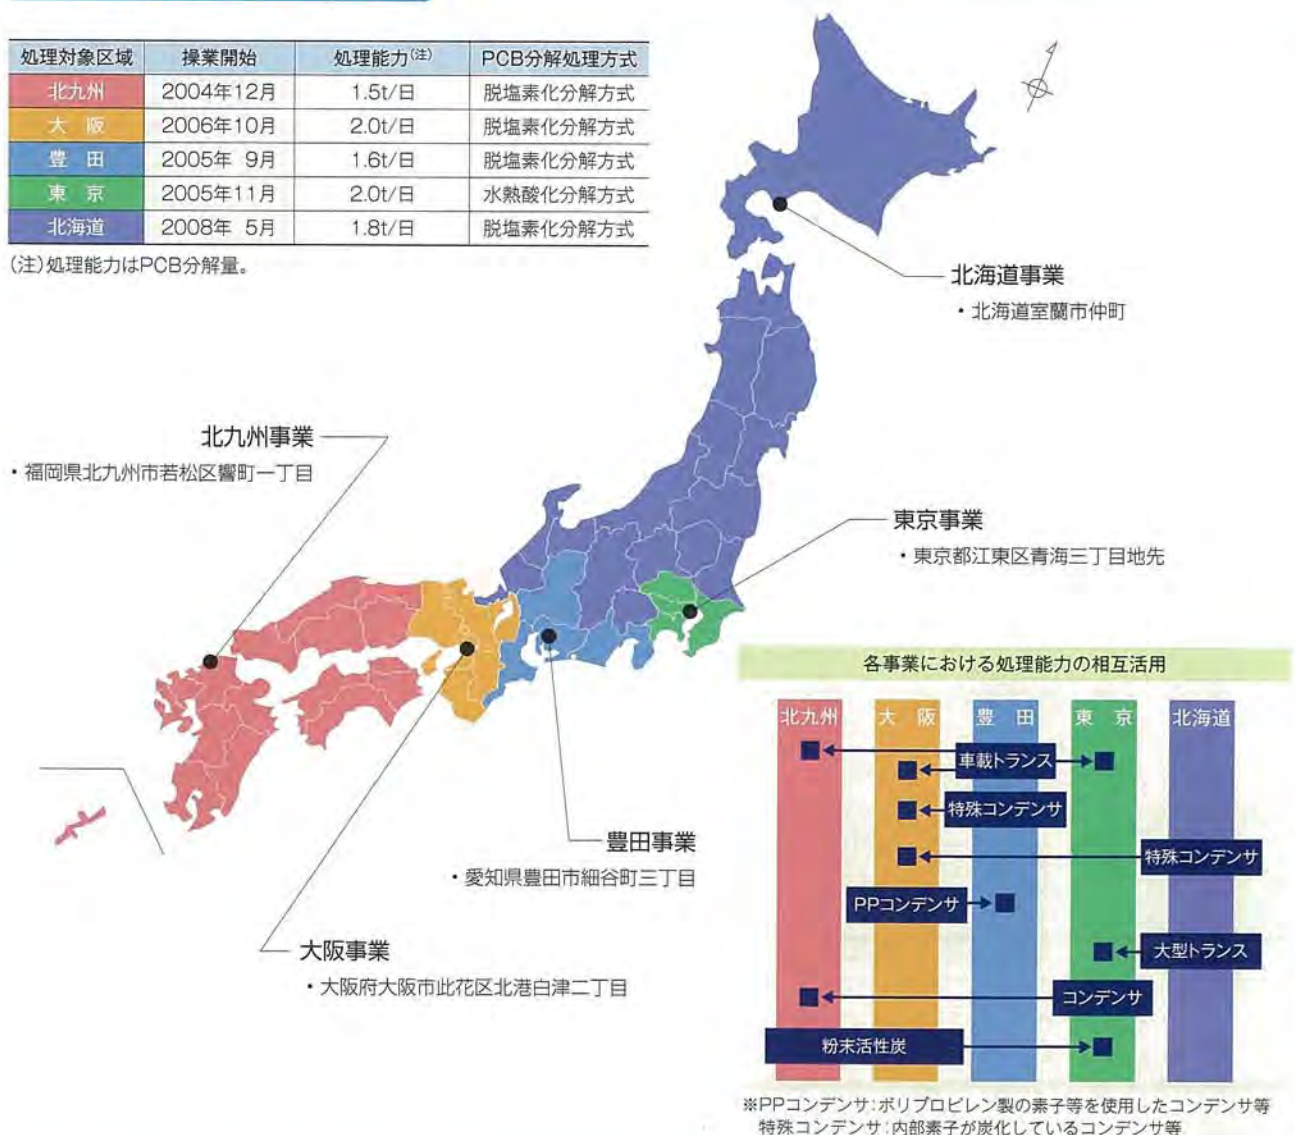 処理対象区域 操業開始 処理能力(注) PCB分解処理方式
北九州 2004年12月 1.5t/日 脱塩素化分解方式
大 阪 2006年10月 2.0t/日 脱塩素化分解方式
豊 田 2005年 9月 1.6t/日 脱塩素化分解方式
東 京 2005年11月 2.0t/日 水熱酸化分解方式
北海道 2008年 5月 1.8t/日 脱塩素化分解方式
(注)処理能力はPCB分解量。
北海道事業
・北海道室蘭市仲町
北九州事業
・福岡県北九州市若松区響町一丁目
東京事業
・東京都江東区青海三丁目地先
豊田事業
・愛知県豊田市細谷町三丁目
大阪事業
・大阪府大阪市此花区北港白津二丁目
各事業における処理能力の相互活用
北九州 大 阪 豊 田 東 京 北海道
車載トランス
特殊コンデンサ
特殊コンデンサ
PPコンデンサ
大型トランス
コンデンサ
粉末活性炭
※PPコンデンサ:ポリプロピレン製の素子等を使用したコンデンサ等
特殊コンデンサ:内部素子が炭化しているコンデンサ等